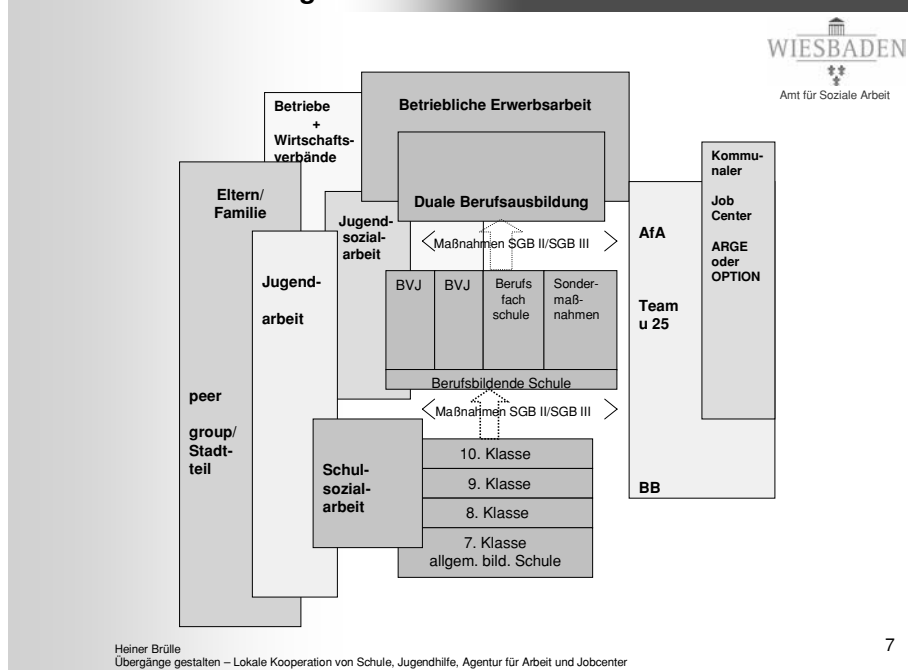 WIESBADEN
Amt für Soziale Arbeit
Betriebliche Erwerbsarbeit
Betriebe
+
Wirtschafts-
verbände
Duale Berufsausbildung
Eltern/
Familie
Jugend-
sozial-
arbeit
Jugend-
arbeit
peer
group/
Stadt-
teil
Maßnahmen SGB II/SGB III
BVJ
BVJ
Berufs
fach
schule
Sonder-
maß-
nahmen
Berufsbildende Schule
Maßnahmen SGB II/SGB III
Schul-
sozial-
arbeit
10. Klasse
9. Klasse
8. Klasse
7. Klasse
allgem. bild. Schule
AfA
Team
u 25
BB
Kommu-
naler
Job
Center
ARGE
oder
OPTION
Heiner Brülle
Übergänge gestalten – Lokale Kooperation von Schule, Jugendhilfe, Agentur für Arbeit und Jobcenter
7